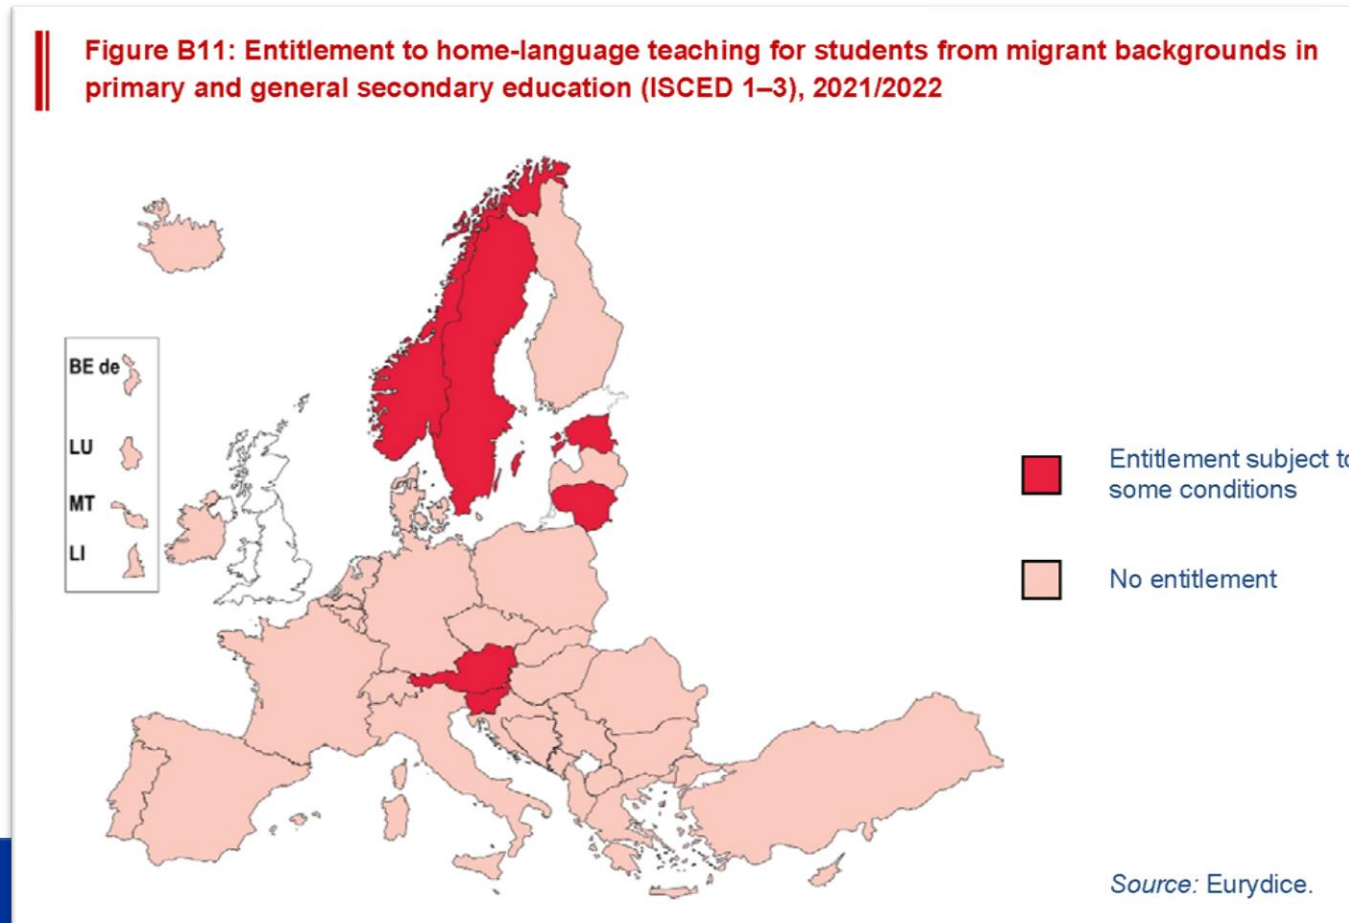 Figure B11: Entitlement to home-language teaching for students from migrant backgrounds in
primary and general secondary education (ISCED 1–3), 2021/2022
BE de
LU
MT
LI
Entitlement subject to
some conditions
No entitlement
Source: Eurydice.